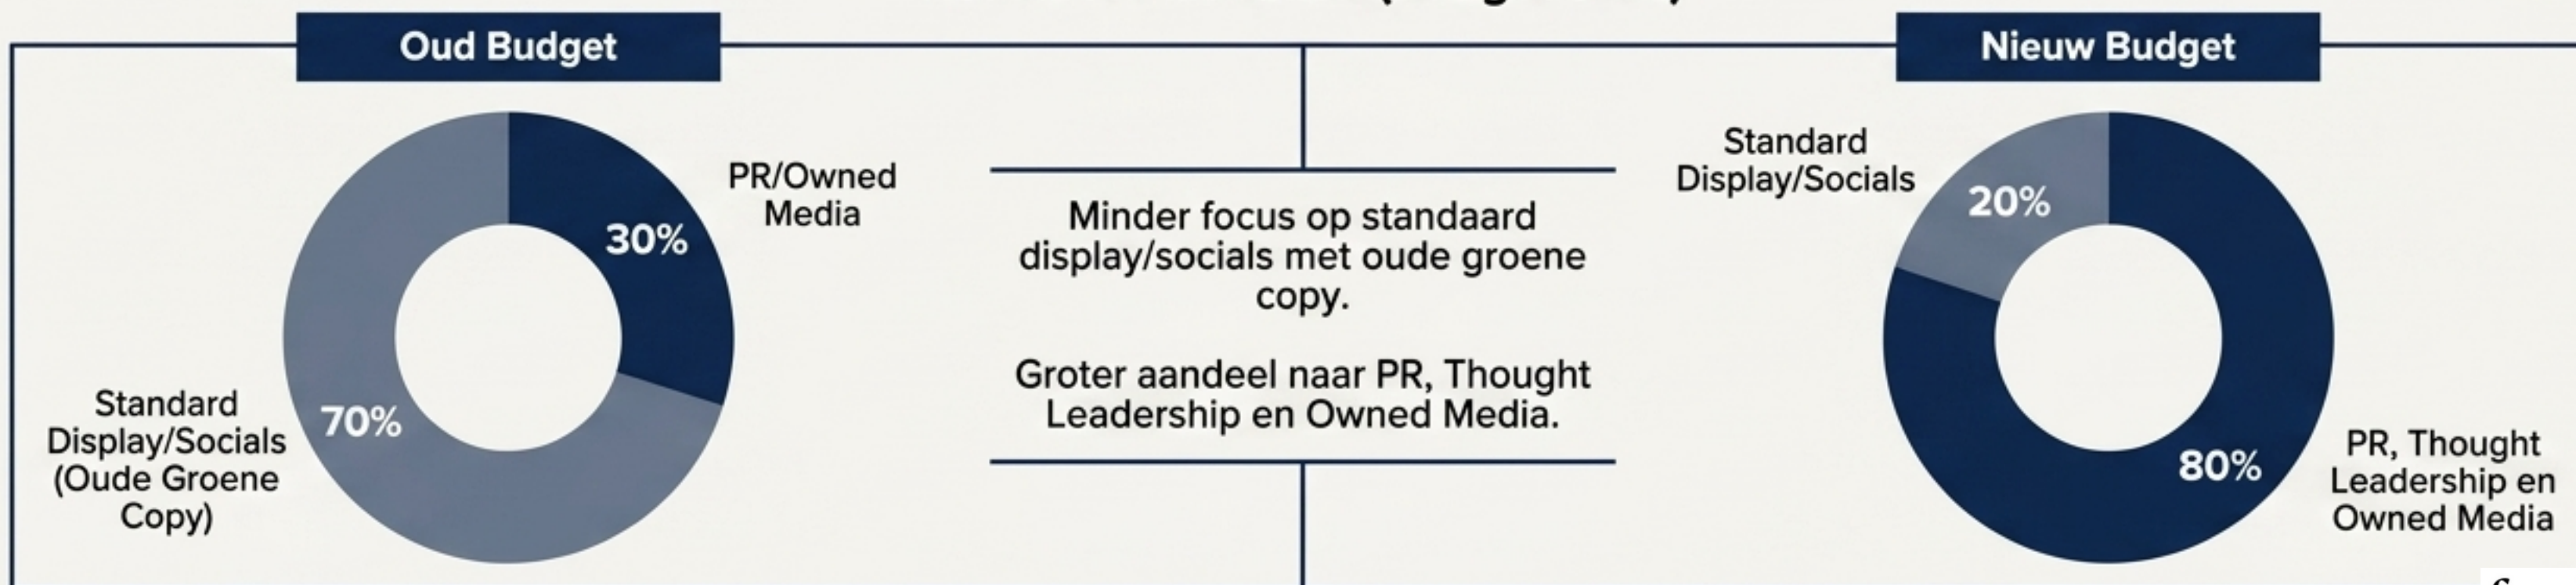 Oud Budget
Nieuw Budget
PR/Owned
Media
30%
70%
Standard
Display/Socials
(Oude Groene
Copy)
Minder focus op standaard
display/socials met oude groene
copy.
Groter aandeel naar PR, Thought
Leadership en Owned Media.
Standard
Display/Socials
20%
80%
PR, Thought
Leadership en
Owned Media